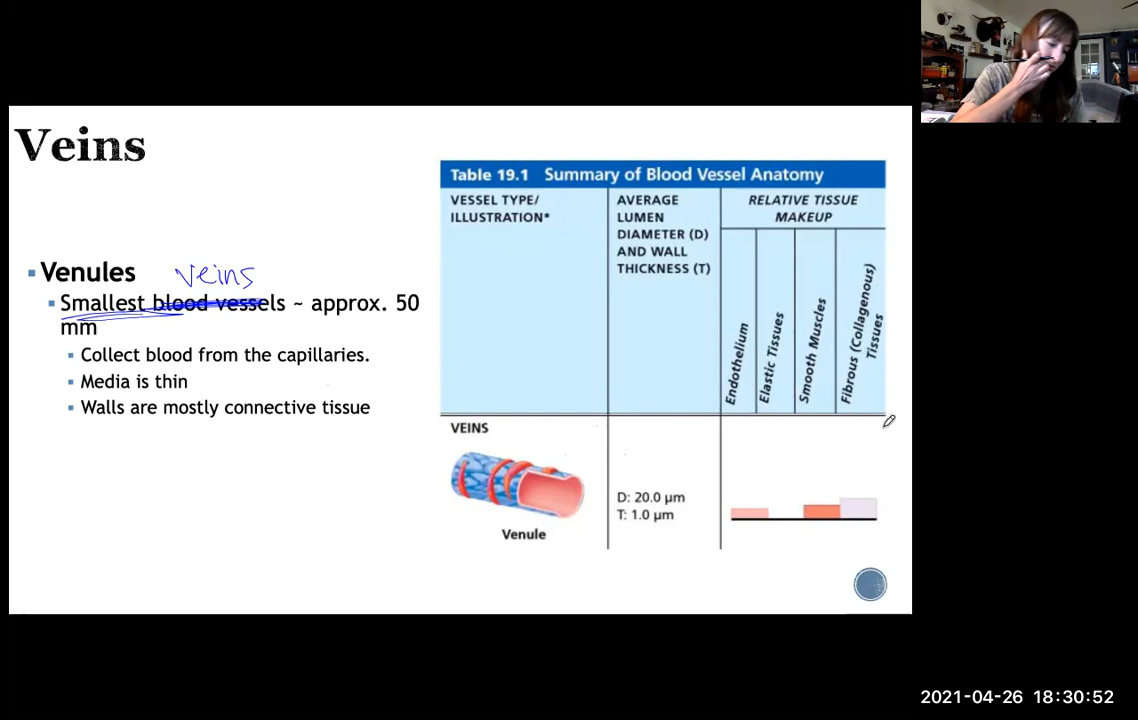 Veins
Venules
veins
Smallest blood vessels ~ approx. 50
mm
Collect blood from the capillaries.
Media is thin
Walls are mostly connective tissue
Table 19.1 Summary of Blood Vessel Anatomy
VESSEL TYPE/
ILLUSTRATION*
AVERAGE
LUMEN
DIAMETER (D)
AND WALL
THICKNESS (T)
RELATIVE TISSUE
MAKEUP
Endothelium
Elastic Tissues
Smooth Muscles
Fibrous (Collagenous)
Tissues
VEINS
D: 20.0 µm
T: 1.0 µm
Venule
2021-04-26 18:30:52